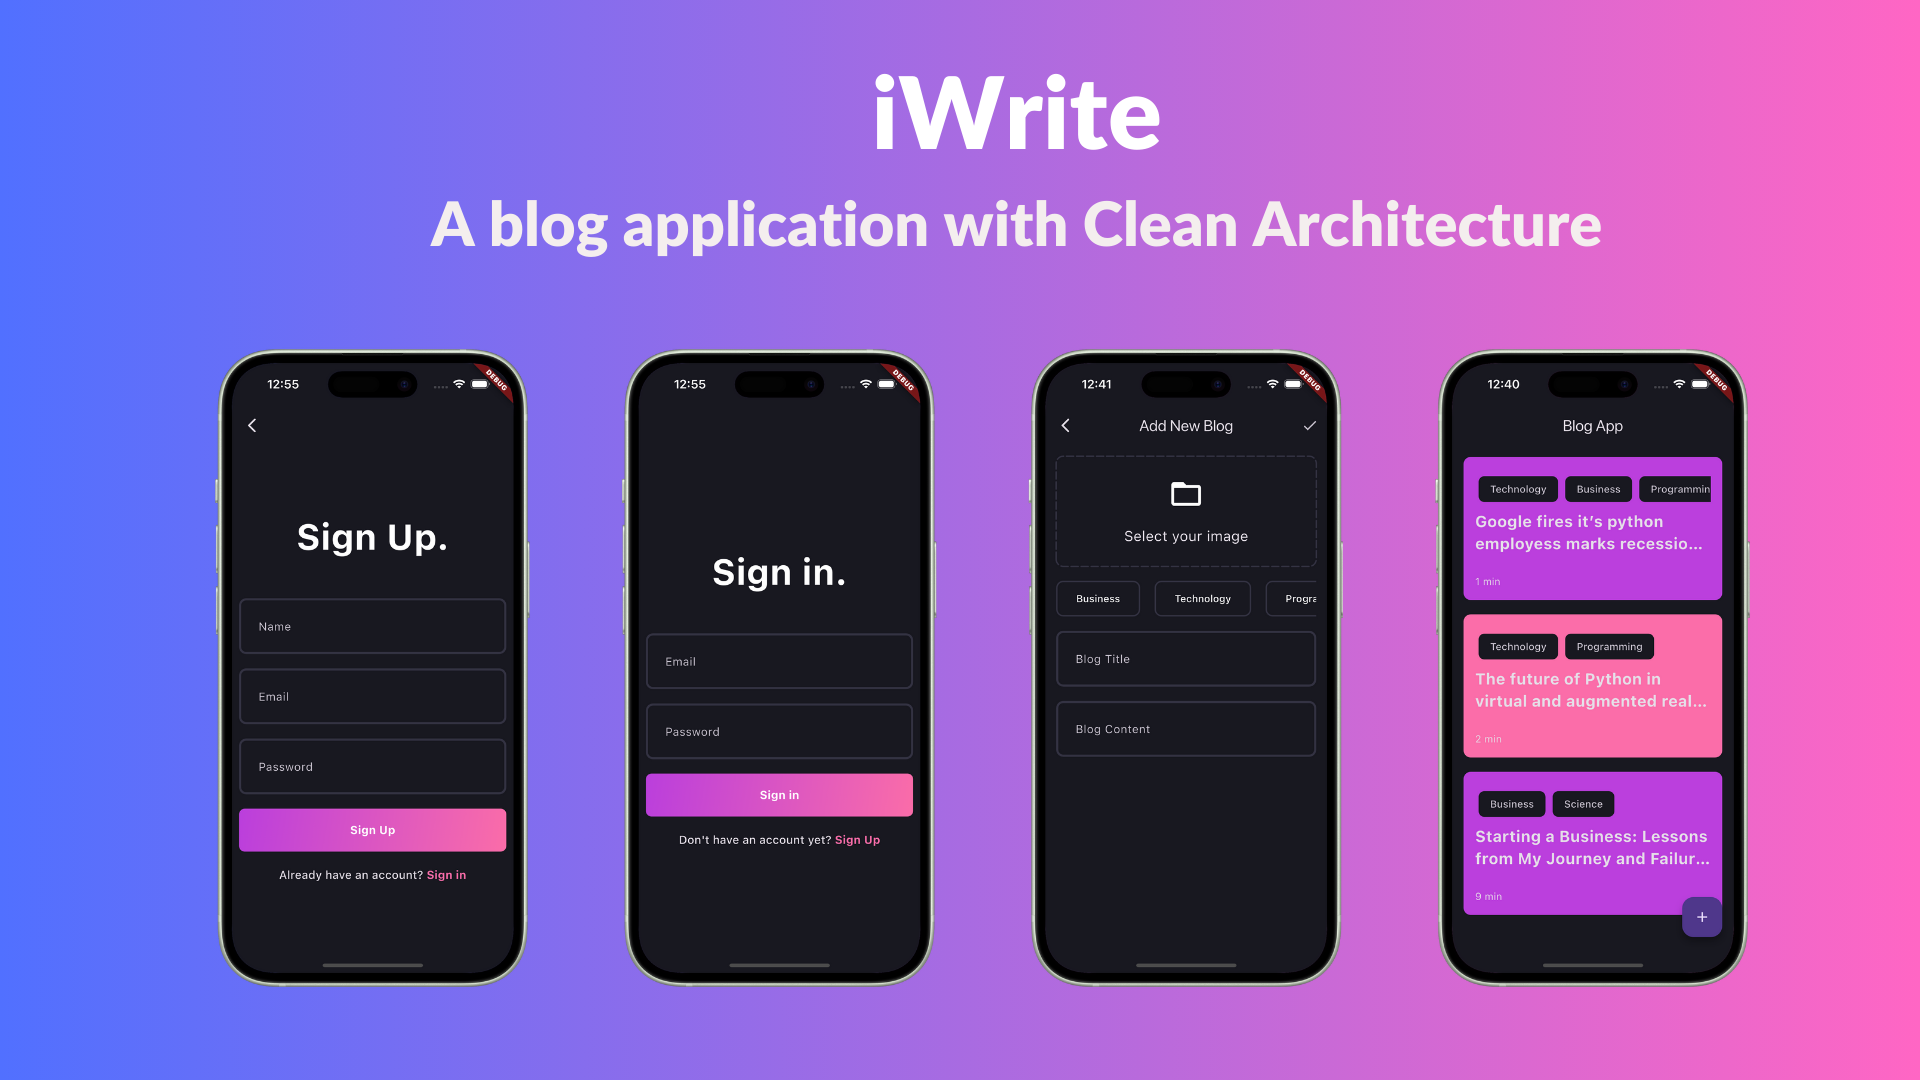 iWrite
A blog application with Clean Architecture
12:55
DEBUG
Sign Up.
Name
Email
Password
Sign Up
Already have an account? Sign in
12:55
DEBUG
Sign in.
Email
Password
Sign in
Don't have an account yet? Sign Up
12:41
DEBUG
Add New Blog
Select your image
Business Technology Progra
Blog Title
Blog Content
12:40
DEBUG
Blog App
Technology Business Programmin
Google fires it’s python
employess marks recessio...
1 min
Technology Programming
The future of Python in
virtual and augmented real...
2 min
Business Science
Starting a Business: Lessons
from My Journey and Failur...
9 min
+